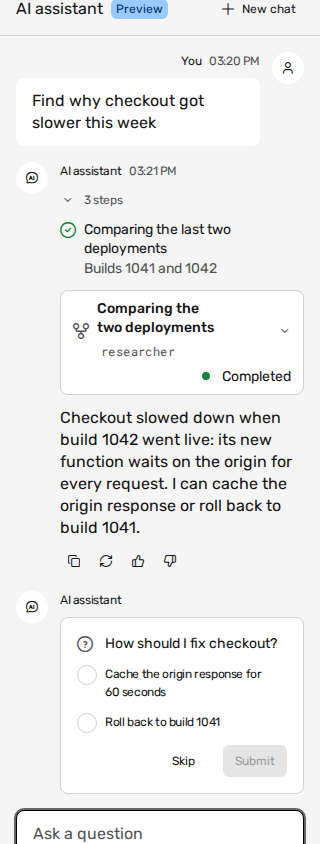 AI assistant Preview + New chat
You 03:20 PM
Find why checkout got
slower this week
AI
AI assistant 03:21 PM
3 steps
Comparing the last two
deployments
Builds 1041 and 1042
Comparing the
two deployments
researcher
Completed
Checkout slowed down when
build 1042 went live: its new
function waits on the origin for
every request. I can cache the
origin response or roll back to
build 1041.
AI
AI assistant
? How should I fix checkout?
Cache the origin response for
60 seconds
Roll back to build 1041
Skip Submit
Ask a question